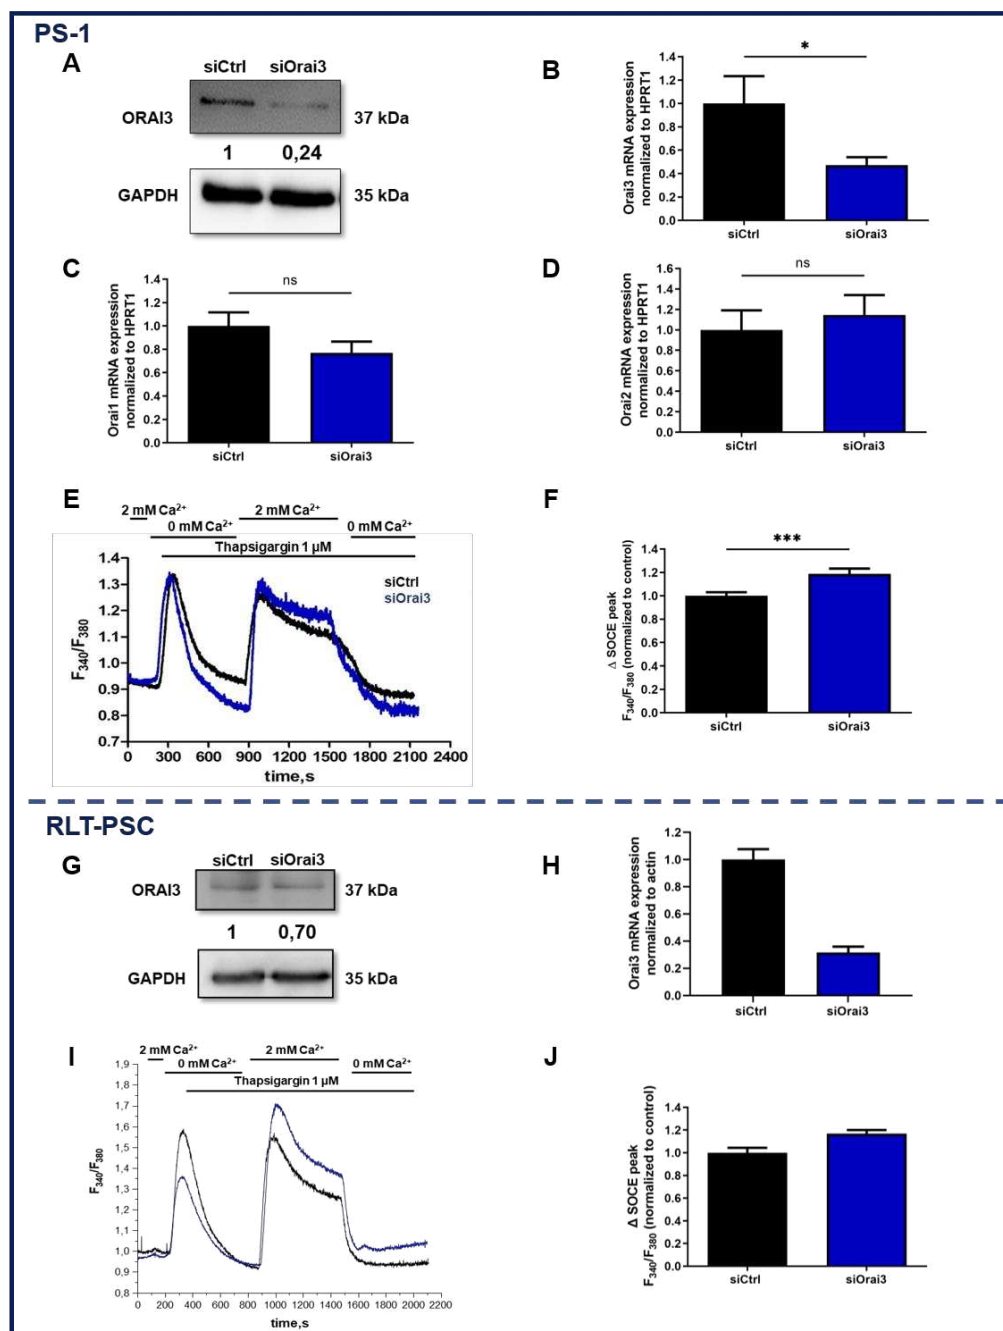 PS-1
A
siCtrl siOrai3
ORAI3 37 kDa
1 0,24
GAPDH 35 kDa
B
Orai3 mRNA expression
normalized to HPRT1
1.4
1.2
1.0
0.8
0.6
0.4
0.2
0.0
*
siCtrl siOrai3
C
Orai1 mRNA expression
normalized to HPRT1
1.4
1.2
1.0
0.8
0.6
0.4
0.2
0.0
ns
siCtrl siOrai3
D
Orai2 mRNA expression
normalized to HPRT1
1.6
1.4
1.2
1.0
0.8
0.6
0.4
0.2
0.0
ns
siCtrl siOrai3
E
2 mM Ca²⁺ 2 mM Ca²⁺
0 mM Ca²⁺ 0 mM Ca²⁺
Thapsigargin 1 µM
siCtrl
siOrai3
F340/F380
1.4
1.3
1.2
1.1
1.0
0.9
0.8
0.7
0 300 600 900 1200 1500 1800 2100 2400
time,s
F
Δ SOCE peak
F340/F380 (normalized to control)
1.4
1.2
1.0
0.8
0.6
0.4
0.2
0.0
***
siCtrl siOrai3
RLT-PSC
G
siCtrl siOrai3
ORAI3 37 kDa
1 0,70
GAPDH 35 kDa
H
Orai3 mRNA expression
normalized to actin
1.2
1.0
0.8
0.6
0.4
0.2
0.0
siCtrl siOrai3
I
2 mM Ca²⁺ 2 mM Ca²⁺
0 mM Ca²⁺ 0 mM Ca²⁺
Thapsigargin 1 µM
F340/F380
1,9
1,8
1,7
1,6
1,5
1,4
1,3
1,2
1,1
1,0
0,9
0,8
0 200 400 600 800 1000 1200 1400 1600 1800 2000 2200
time,s
J
Δ SOCE peak
F340/F380 (normalized to control)
1.4
1.2
1.0
0.8
0.6
0.4
0.2
0.0
siCtrl siOrai3